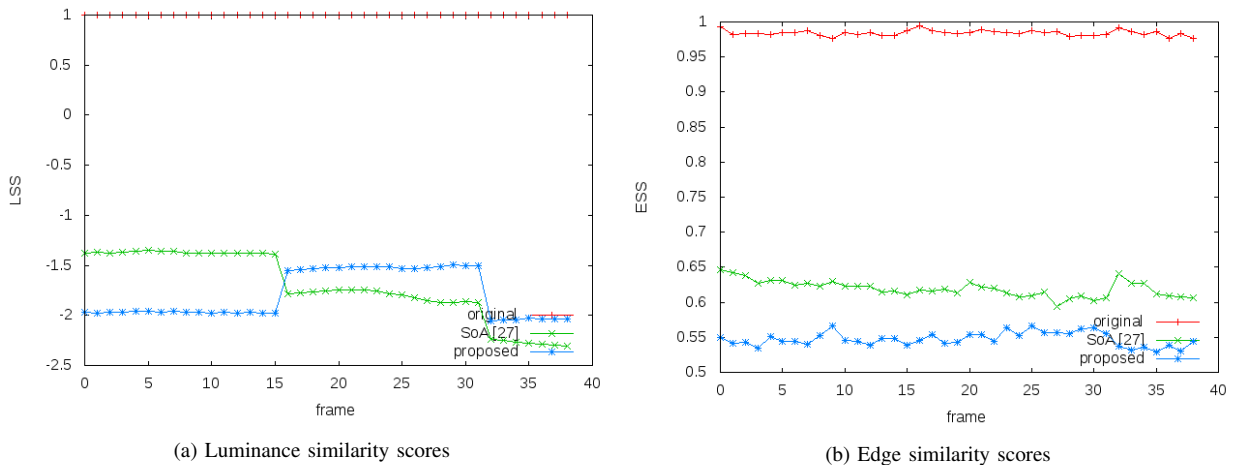 1
0.5
0
-0.5
-1
-1.5
-2
-2.5
LSS
original
SoA [27]
proposed
0 5 10 15 20 25 30 35 40
frame
(a) Luminance similarity scores
1
0.95
0.9
0.85
0.8
0.75
0.7
0.65
0.6
0.55
0.5
ESS
original
SoA [27]
proposed
0 5 10 15 20 25 30 35 40
frame
(b) Edge similarity scores